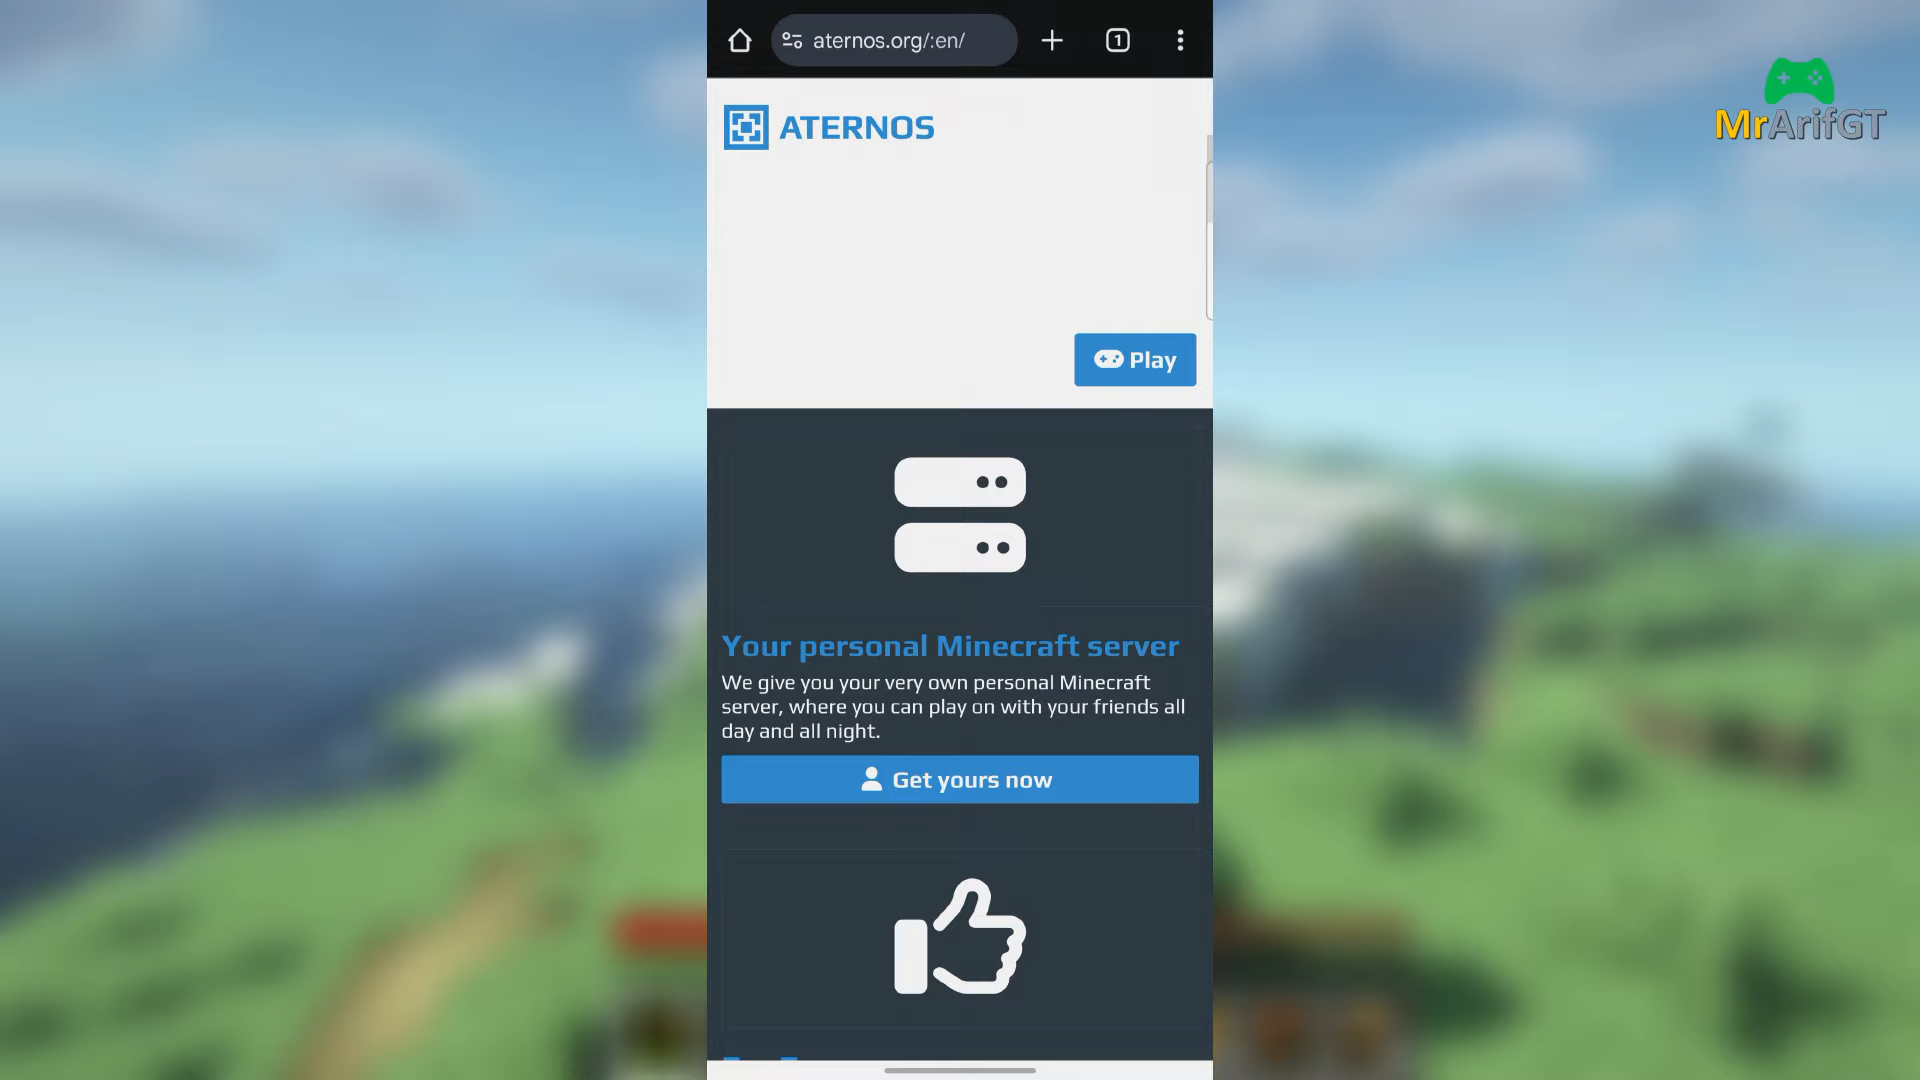 aternos.org/:en/
1
MrArifGT
ATERNOS
Play
Your personal Minecraft server
We give you your very own personal Minecraft
server, where you can play on with your friends all
day and all night.
Get yours now